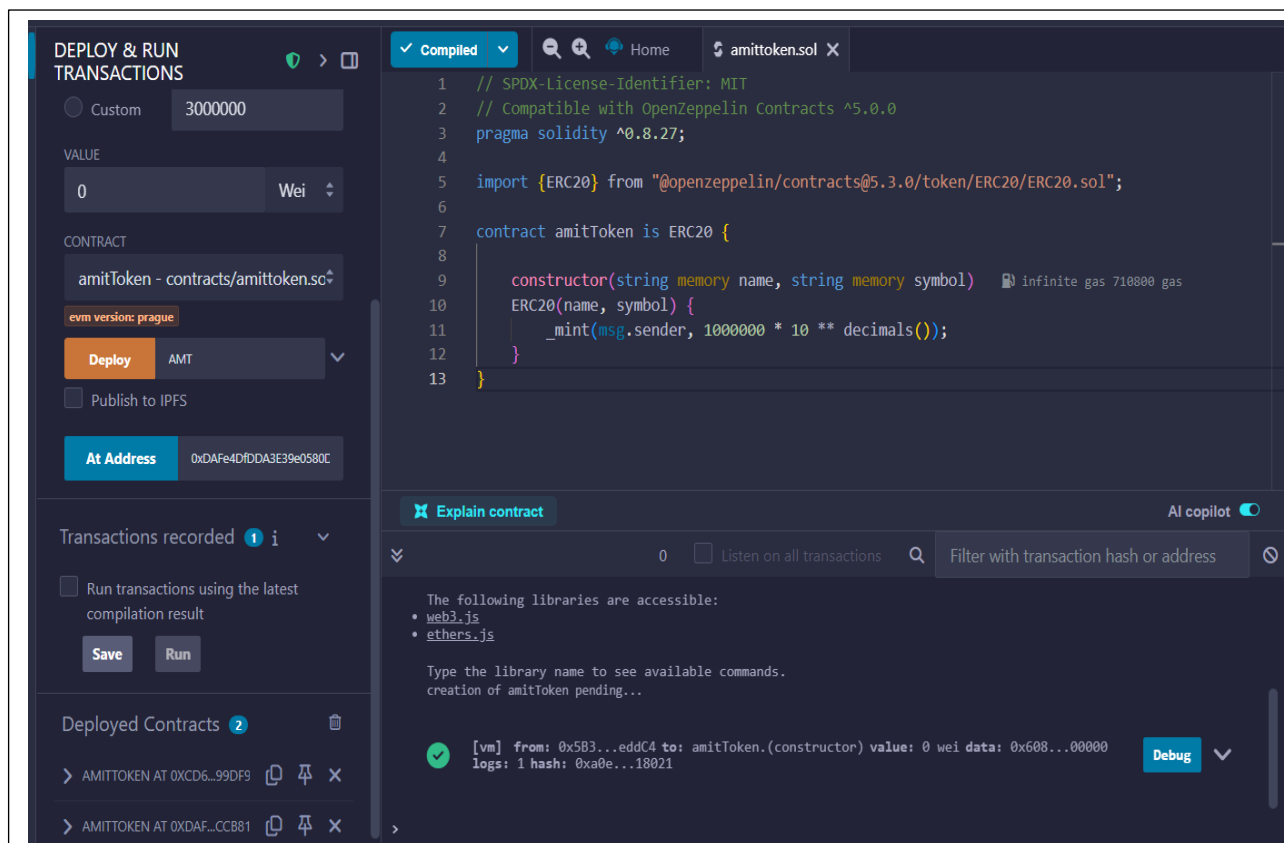 DEPLOY & RUN
TRANSACTIONS
Custom
3000000
VALUE
0
Wei
CONTRACT
amitToken - contracts/amittoken.so
evm version: prague
Deploy
AMT
Publish to IPFS
At Address
0xDAFe4DfDDA3E39e0580D
Transactions recorded 1 i
Run transactions using the latest
compilation result
Save
Run
Deployed Contracts 2
AMITTOKEN AT 0XCD6...99DF9
AMITTOKEN AT 0XDAF...CCB81
Compiled
Home
amittoken.sol
1 // SPDX-License-Identifier: MIT
2 // Compatible with OpenZeppelin Contracts ^5.0.0
3 pragma solidity ^0.8.27;
4
5 import {ERC20} from "@openzeppelin/contracts@5.3.0/token/ERC20/ERC20.sol";
6
7 contract amitToken is ERC20 {
8
9 constructor(string memory name, string memory symbol) infinite gas 710800 gas
10 ERC20(name, symbol) {
11 _mint(msg.sender, 1000000 * 10 ** decimals());
12 }
13 }
Explain contract
AI copilot
0
Listen on all transactions
Filter with transaction hash or address
The following libraries are accessible:
• web3.js
• ethers.js
Type the library name to see available commands.
creation of amitToken pending...
[vm] from: 0x5B3...eddC4 to: amitToken.(constructor) value: 0 wei data: 0x608...00000
logs: 1 hash: 0xa0e...18021
Debug
>